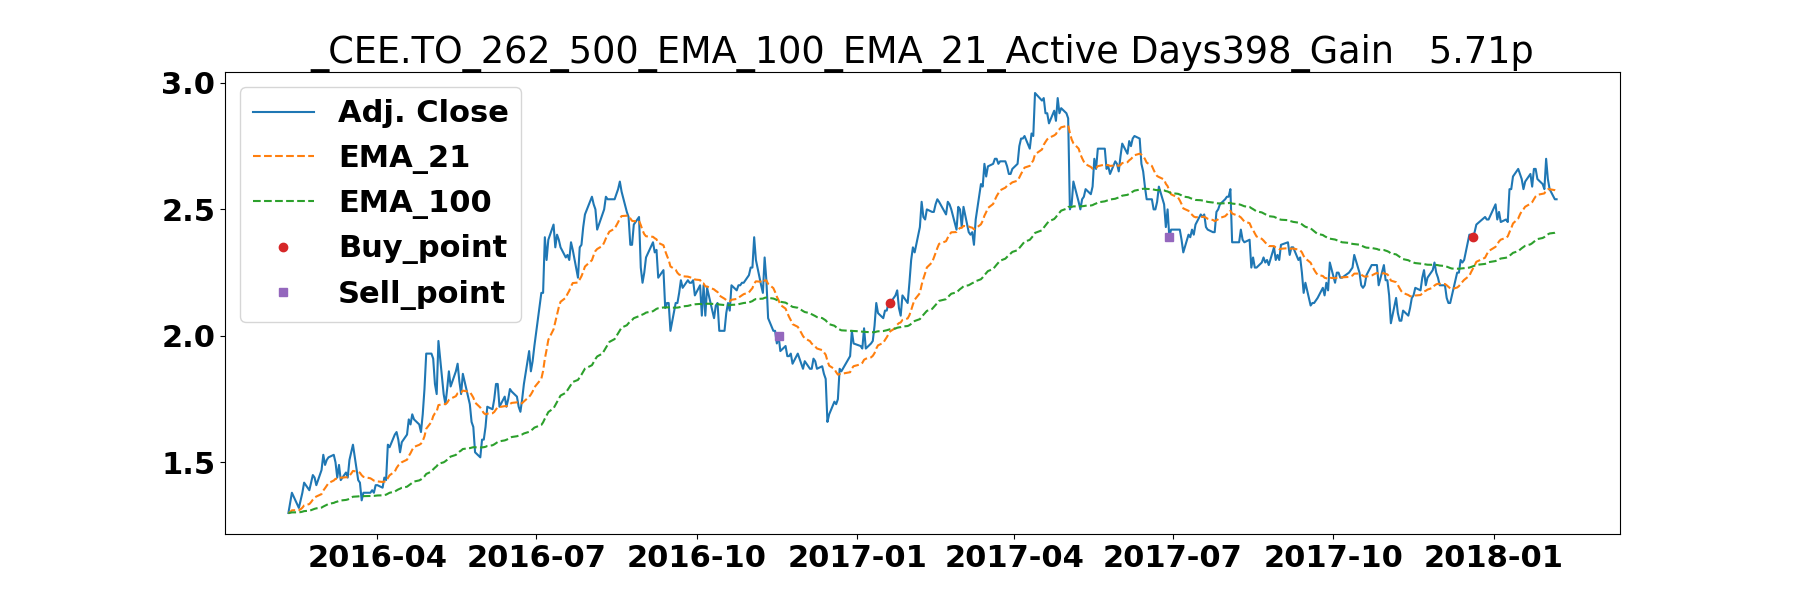 _CEE.TO_262_500_EMA_100_EMA_21_Active Days398_Gain   5.71p
3.0
2.5
2.0
1.5
Adj. Close
EMA_21
EMA_100
Buy_point
Sell_point
2016-04 2016-07 2016-10 2017-01 2017-04 2017-07 2017-10 2018-01